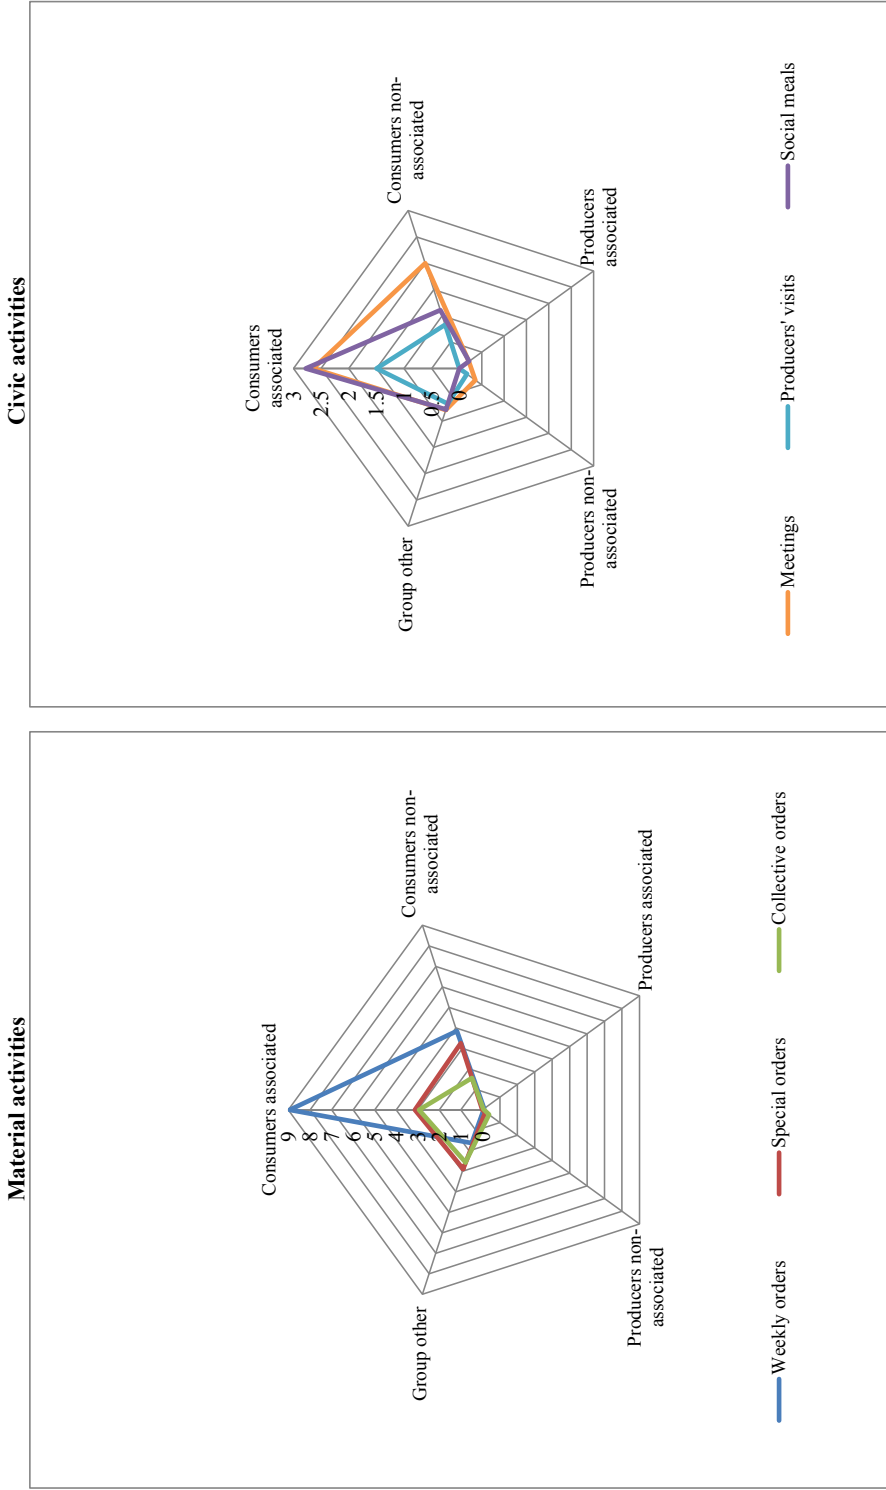 Material activities
Consumers associated
9
8
7
6
5
4
3
2
1
0
Consumers non-
associated
Producers associated
Producers non-
associated
Group other
Weekly orders
Special orders
Collective orders
Civic activities
Consumers
associated
3
2.5
2
1.5
1
0.5
0
Consumers non-
associated
Producers
associated
Producers non-
associated
Group other
Meetings
Producers' visits
Social meals